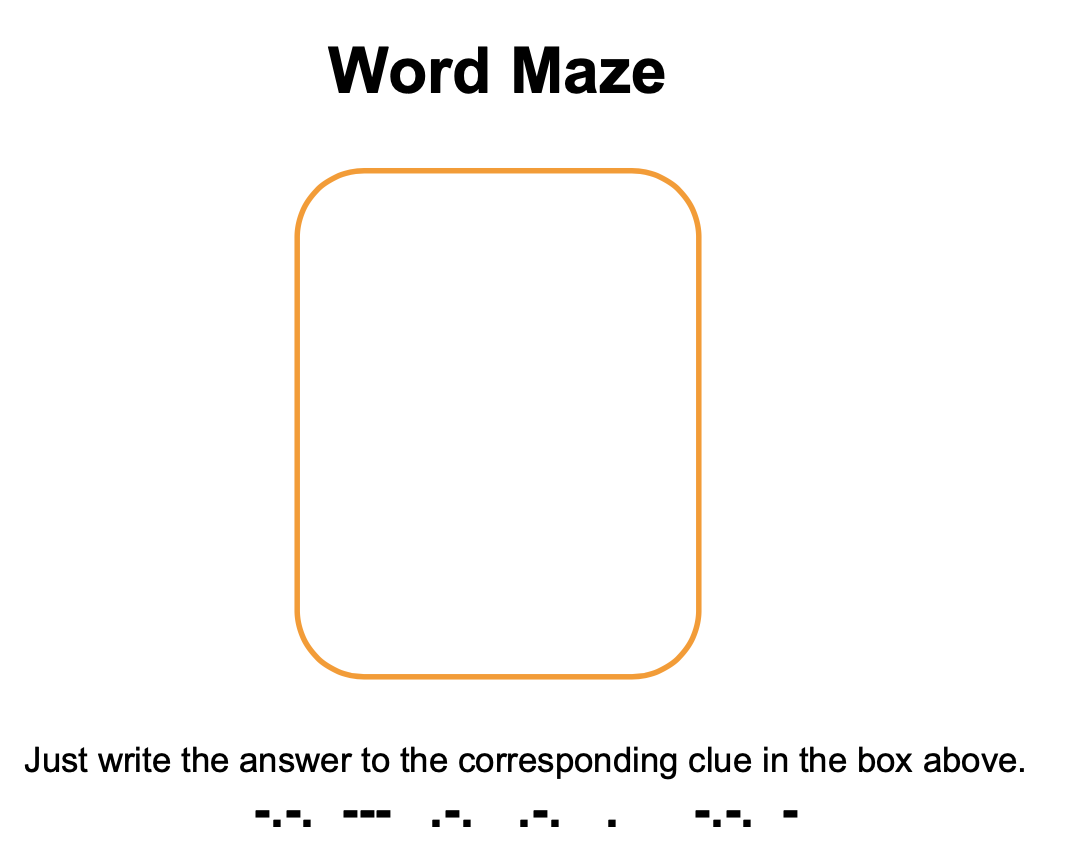 Word Maze
Just write the answer to the corresponding clue in the box above.
-.-. --- .-. .-. . -.-. -